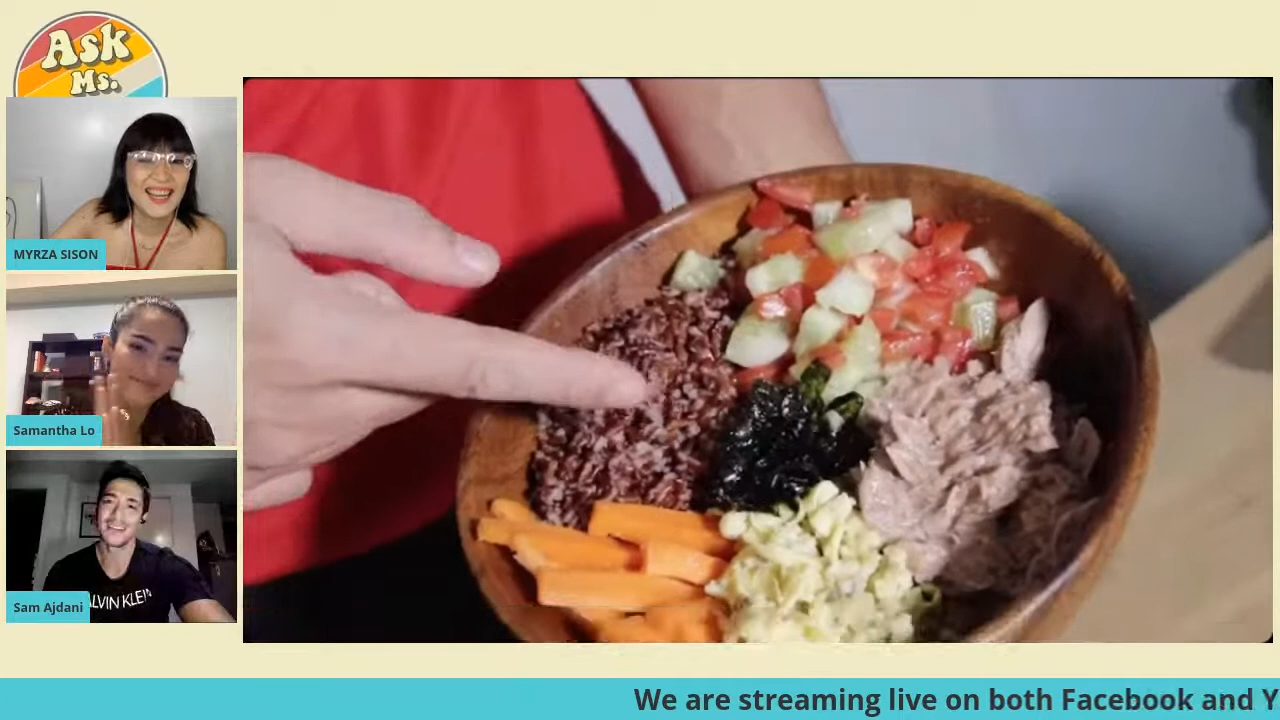 Ask
Ms.
MYRZA SISON
Samantha Lo
Sam Ajdani
ALVIN KLEIN
We are streaming live on both Facebook and Y